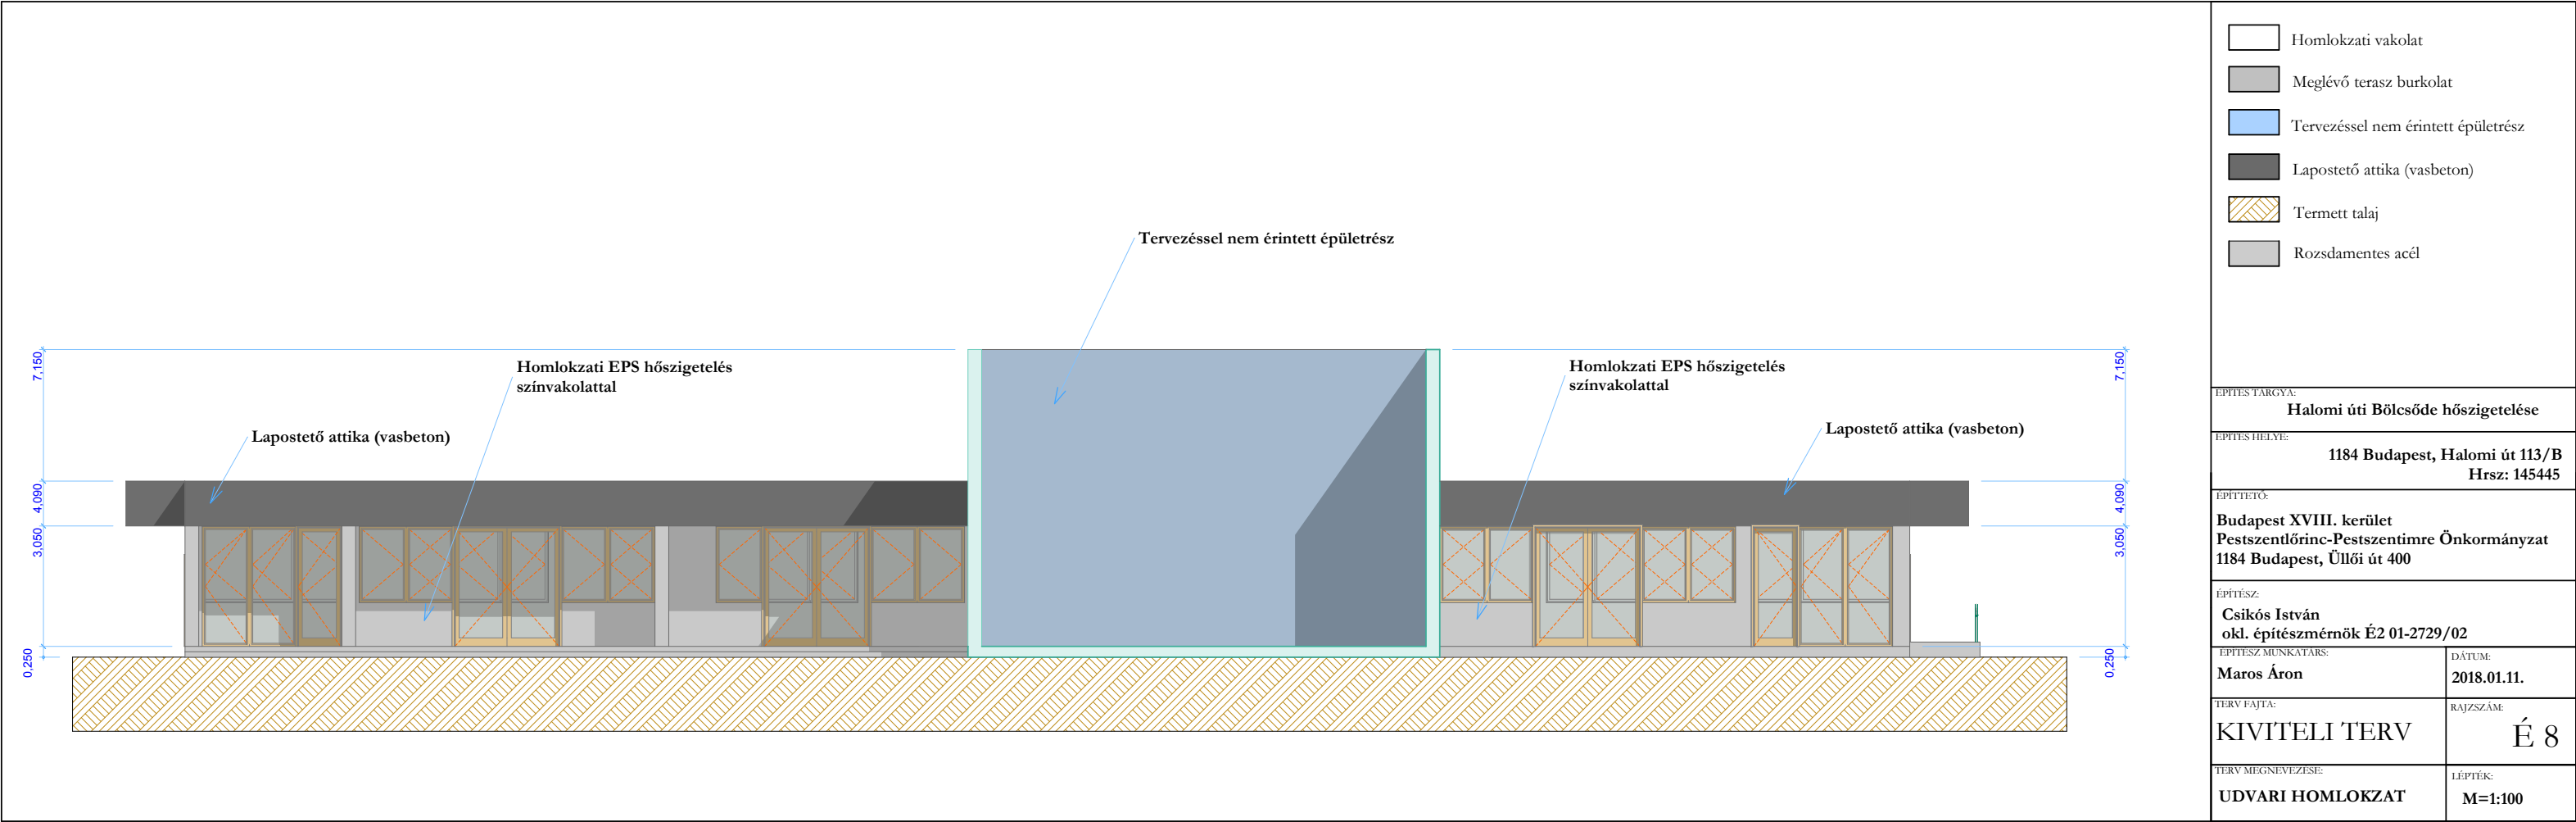 Homlokzati vakolat
Meglévő terasz burkolat
Tervezéssel nem érintett épületrész
Lapostető attika (vasbeton)
Termett talaj
Rozsdamentes acél
Tervezéssel nem érintett épületrész
Homlokzati EPS hőszigetelés
színvakolattal
Homlokzati EPS hőszigetelés
színvakolattal
Lapostető attika (vasbeton)
Lapostető attika (vasbeton)
7,150
4,090
3,050
0,250
7,150
4,090
3,050
0,250
ÉPÍTÉS TÁRGYA:
Halomi úti Bölcsőde hőszigetelése
ÉPÍTÉS HELYE:
1184 Budapest, Halomi út 113/B
Hrsz: 145445
ÉPÍTTETŐ:
Budapest XVIII. kerület
Pestszentlőrinc-Pestszentimre Önkormányzat
1184 Budapest, Üllői út 400
ÉPÍTÉSZ:
Csikós István
okl. építészmérnök É2 01-2729/02
ÉPÍTÉSZ MUNKATÁRS:
Maros Áron
DÁTUM:
2018.01.11.
TERV FAJTA:
KIVITELI TERV
RAJZSZÁM:
É 8
TERV MEGNEVEZÉSE:
UDVARI HOMLOKZAT
LÉPTÉK:
M=1:100